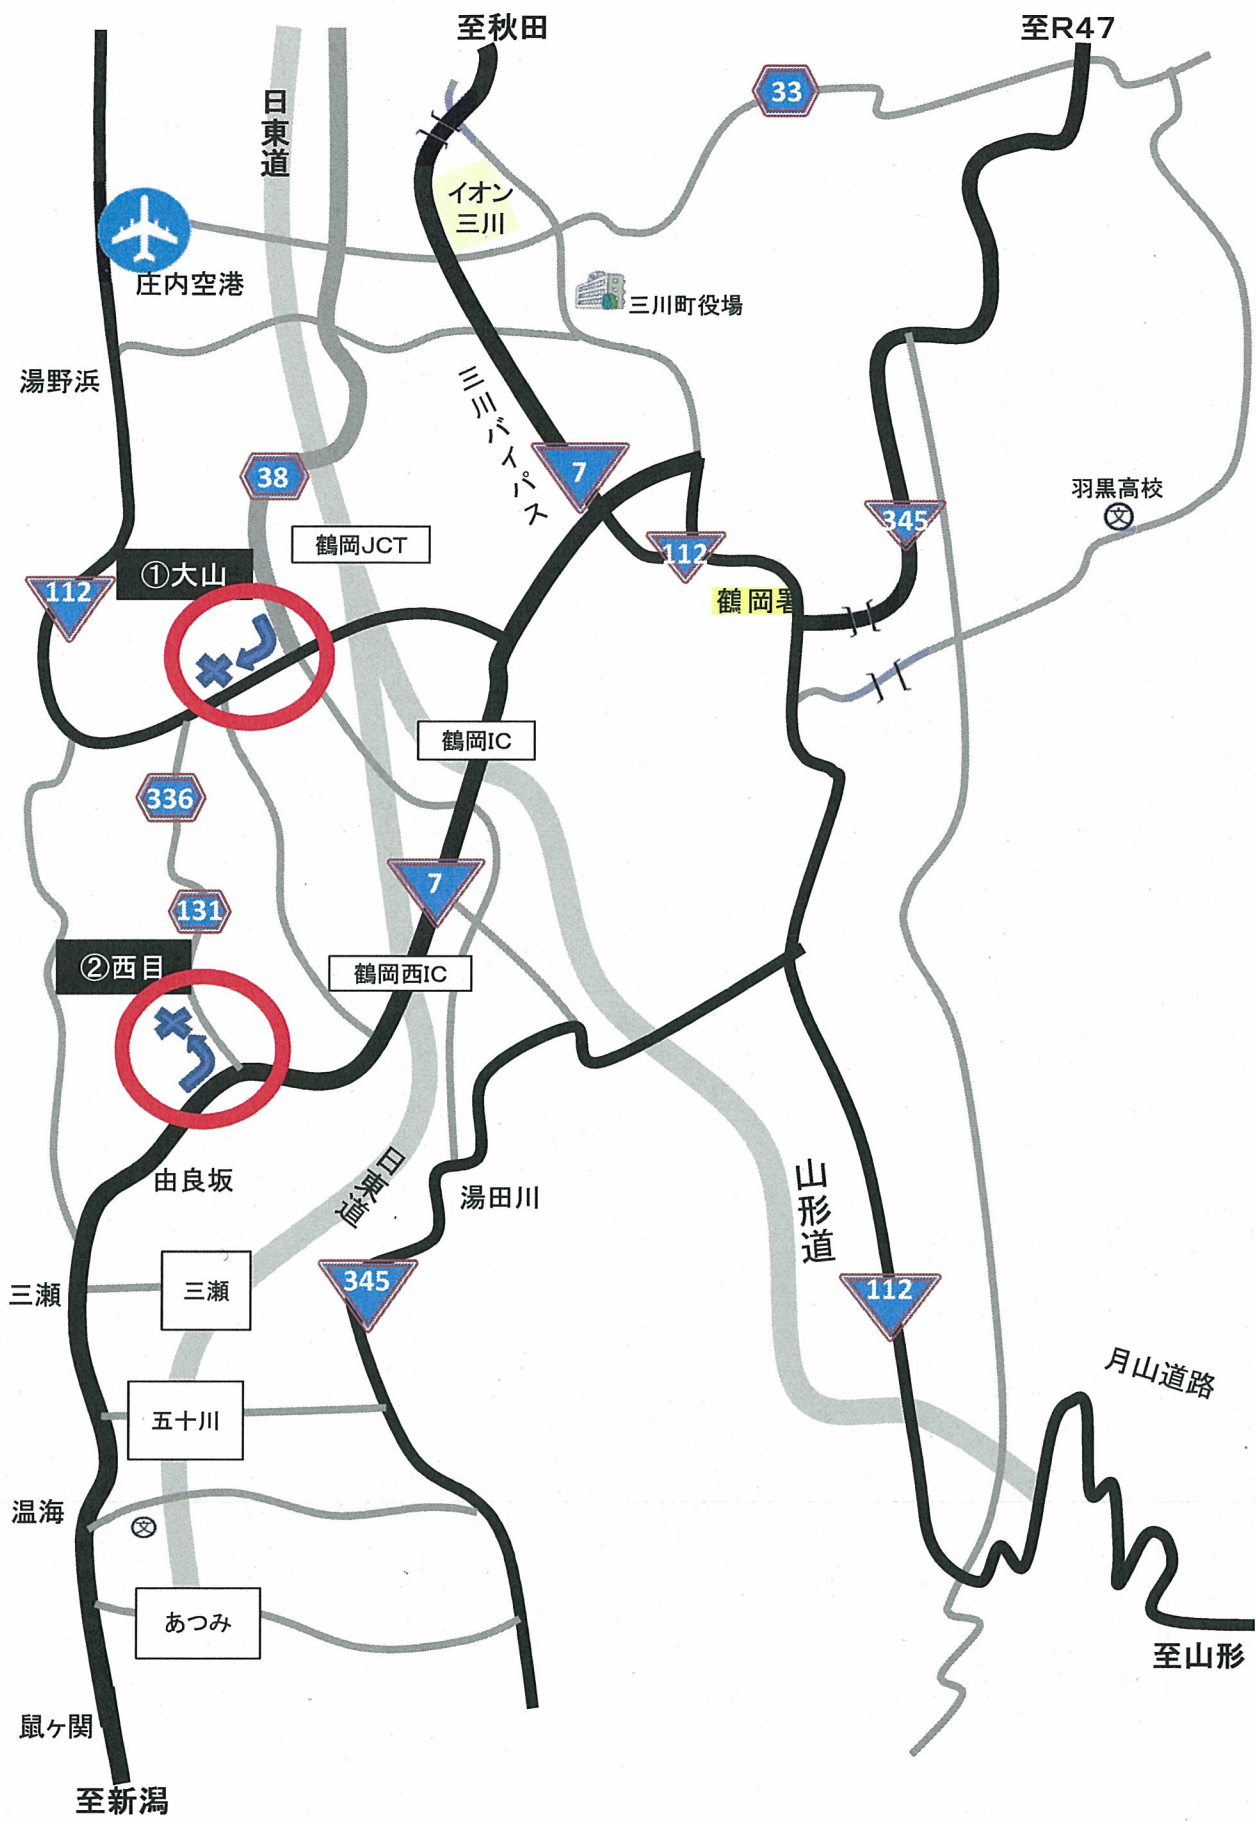 至秋田
至R47
日東道
33
イオン
三川
庄内空港
三川町役場
湯野浜
三川バイパス
7
38
羽黒高校
文
345
鶴岡JCT
112
①大山
112
鶴岡署
鶴岡IC
336
7
131
②西目
鶴岡西IC
日東道
由良坂
湯田川
山形道
三瀬
三瀬
345
112
月山道路
五十川
温海
文
あつみ
至山形
鼠ヶ関
至新潟